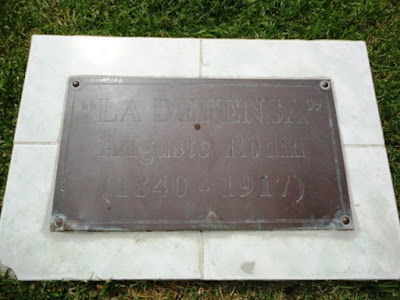 “LA DEFENSA”
Auguste Rodin
(1840 - 1917)